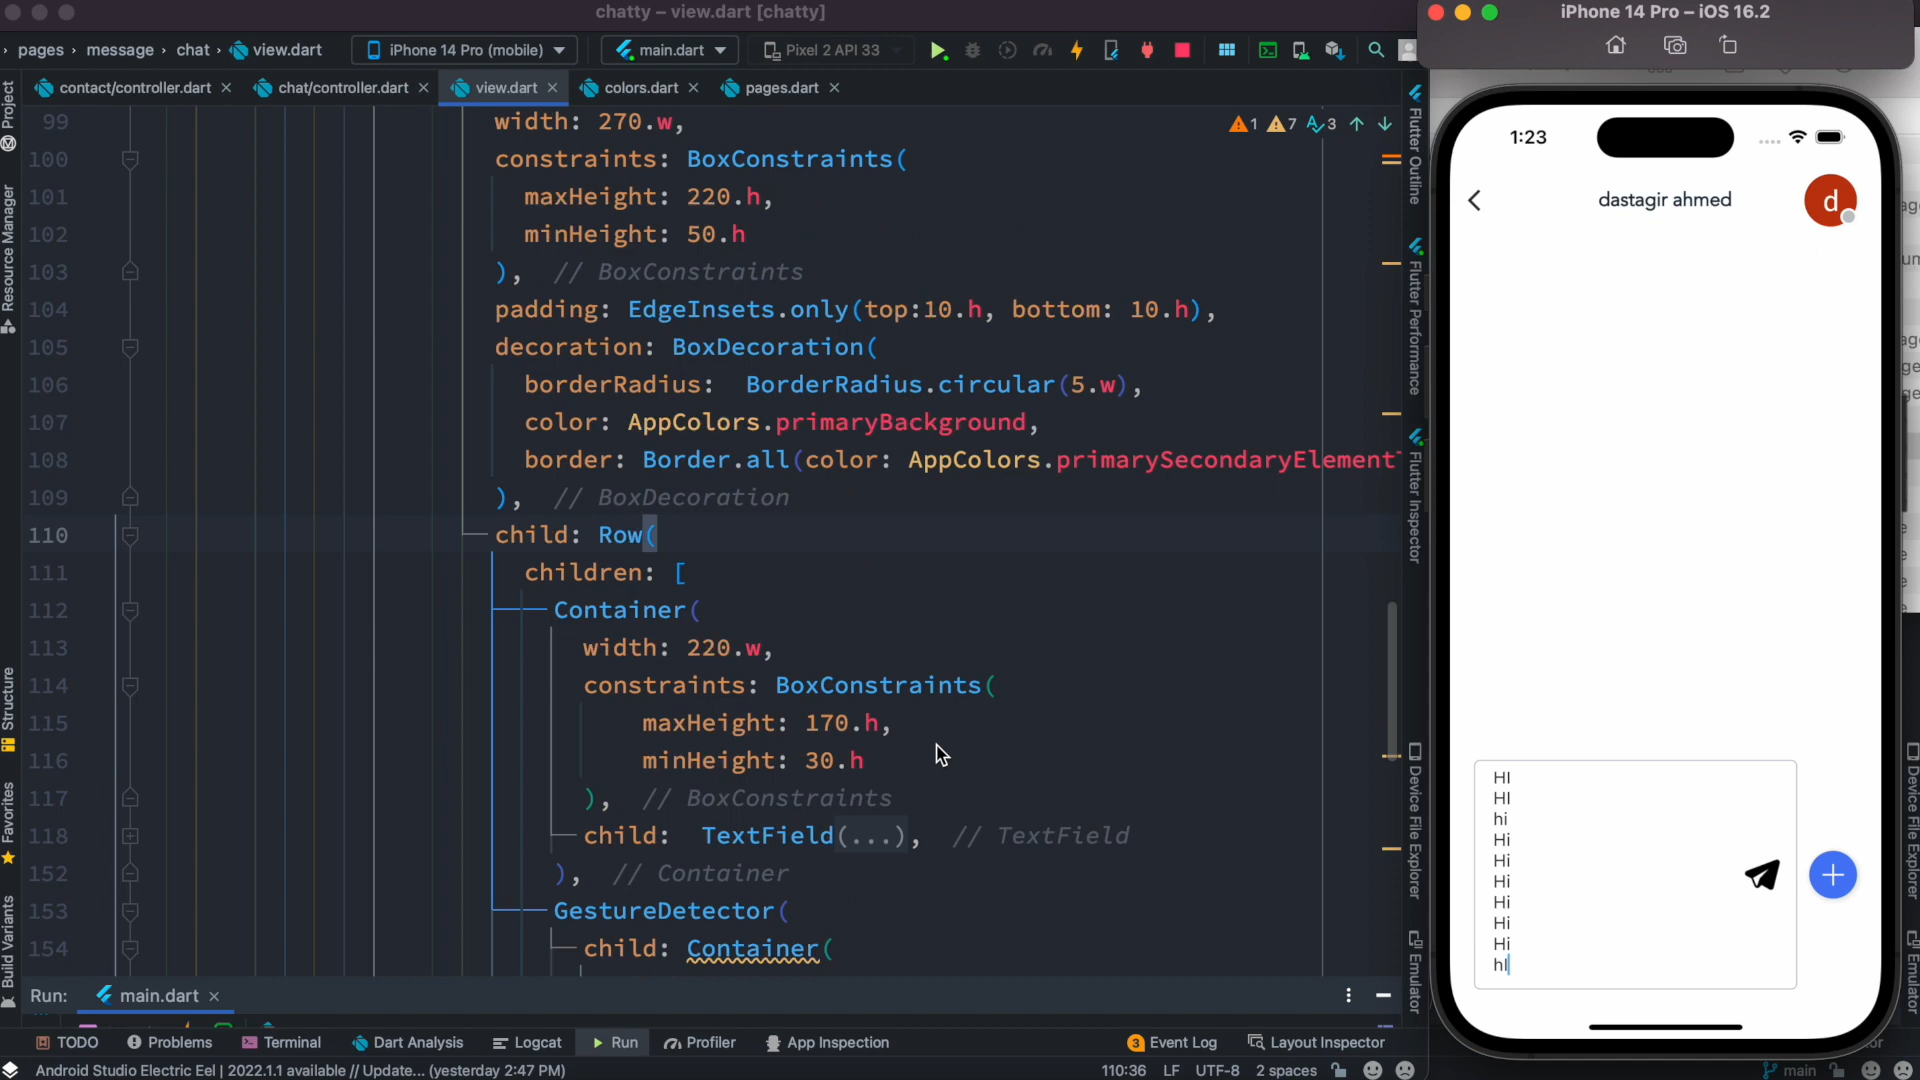 chatty – view.dart [chatty]
iPhone 14 Pro – iOS 16.2
pages
message
chat
view.dart
iPhone 14 Pro (mobile)
main.dart
Pixel 2 API 33
contact/controller.dart
chat/controller.dart
view.dart
colors.dart
pages.dart
1 7 3
99 width: 270.w,
100 constraints: BoxConstraints(
101 maxHeight: 220.h,
102 minHeight: 50.h
103 ), // BoxConstraints
104 padding: EdgeInsets.only(top:10.h, bottom: 10.h),
105 decoration: BoxDecoration(
106 borderRadius: BorderRadius.circular(5.w),
107 color: AppColors.primaryBackground,
108 border: Border.all(color: AppColors.primarySecondaryElement
109 ), // BoxDecoration
110 child: Row(
111 children: [
112 Container(
113 width: 220.w,
114 constraints: BoxConstraints(
115 maxHeight: 170.h,
116 minHeight: 30.h
117 ), // BoxConstraints
118 child: TextField(...), // TextField
152 ), // Container
153 GestureDetector(
154 child: Container(
Project
Resource Manager
Structure
Favorites
Build Variants
Flutter Outline
Flutter Performance
Flutter Inspector
Device File Explorer
Emulator
1:23
dastagir ahmed
d
HI
HI
hi
Hi
Hi
Hi
Hi
Hi
Hi
hI
Device File Explorer
Emulator
Run: main.dart
TODO
Problems
Terminal
Dart Analysis
Logcat
Run
Profiler
App Inspection
3 Event Log
Layout Inspector
Android Studio Electric Eel | 2022.1.1 available // Update... (yesterday 2:47 PM)
110:36 LF UTF-8 2 spaces
main